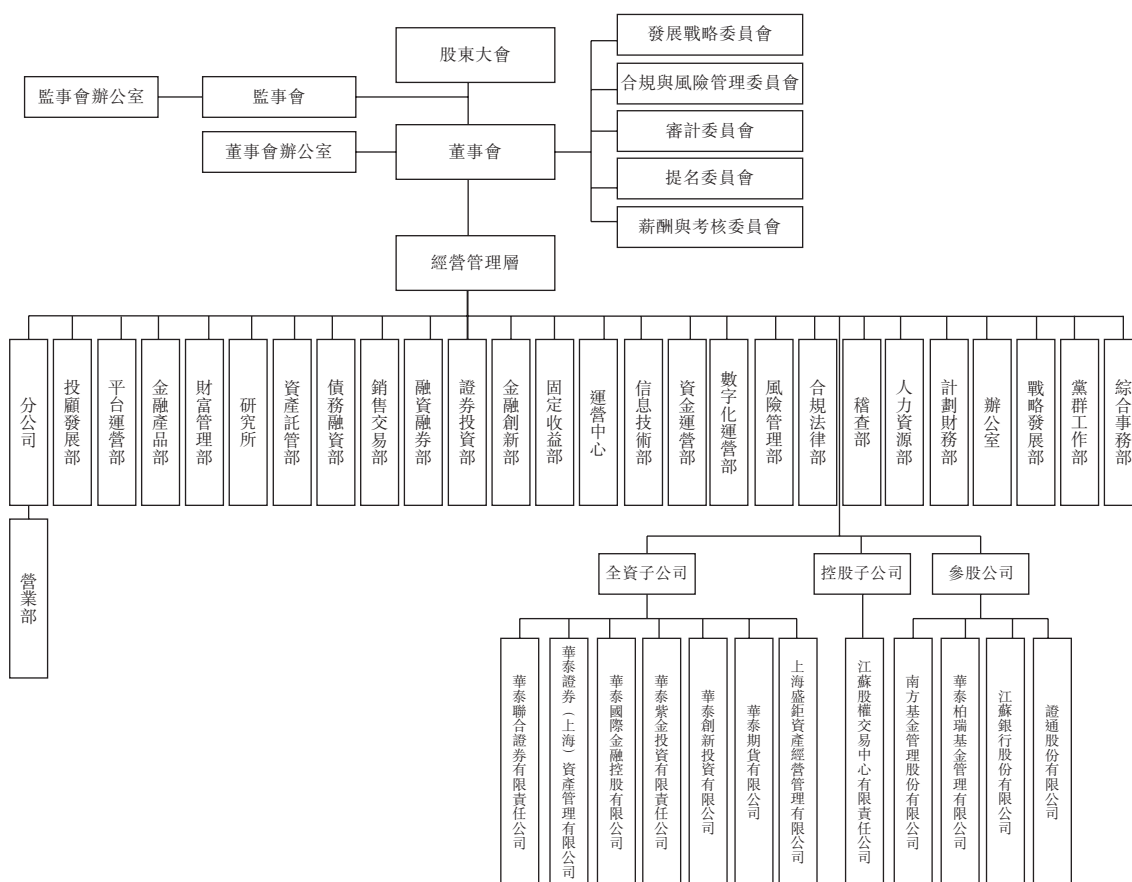 股東大會
發展戰略委員會
合規與風險管理委員會
審計委員會
提名委員會
薪酬與考核委員會
監事會辦公室
監事會
董事會辦公室
董事會
經營管理層
分公司
投顧發展部
平台運營部
金融產品部
財富管理部
研究所
資產託管部
債務融資部
銷售交易部
融資融券部
證券投資部
金融創新部
固定收益部
運營中心
信息技術部
資金運營部
數字化運營部
風險管理部
合規法律部
稽查部
人力資源部
計劃財務部
辦公室
戰略發展部
黨群工作部
綜合事務部
營業部
全資子公司
控股子公司
參股公司
華泰聯合證券有限責任公司
華泰證券（上海）資產管理有限公司
華泰國際金融控股有限公司
華泰紫金投資有限責任公司
華泰創新投資有限公司
華泰期貨有限公司
上海盛鉅資產經營管理有限公司
江蘇股權交易中心有限責任公司
南方基金管理股份有限公司
華泰柏瑞基金管理有限公司
江蘇銀行股份有限公司
證通股份有限公司